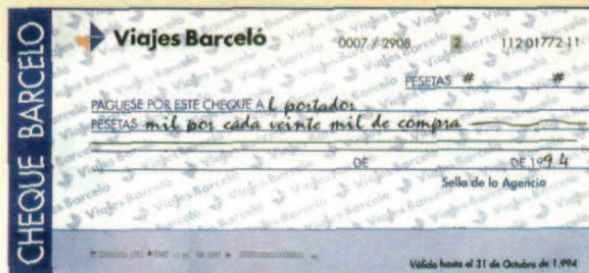 CHEQUE BARCELO
Viajes Barceló 0007 / 2908 2 112-01772-11
PESETAS # #
PAGUESE POR ESTE CHEQUE A l portador
PESETAS mil por cada veinte mil de compra
DE DE 1994
Sello de la Agencia
Válido hasta el 31 de Octubre de 1.994